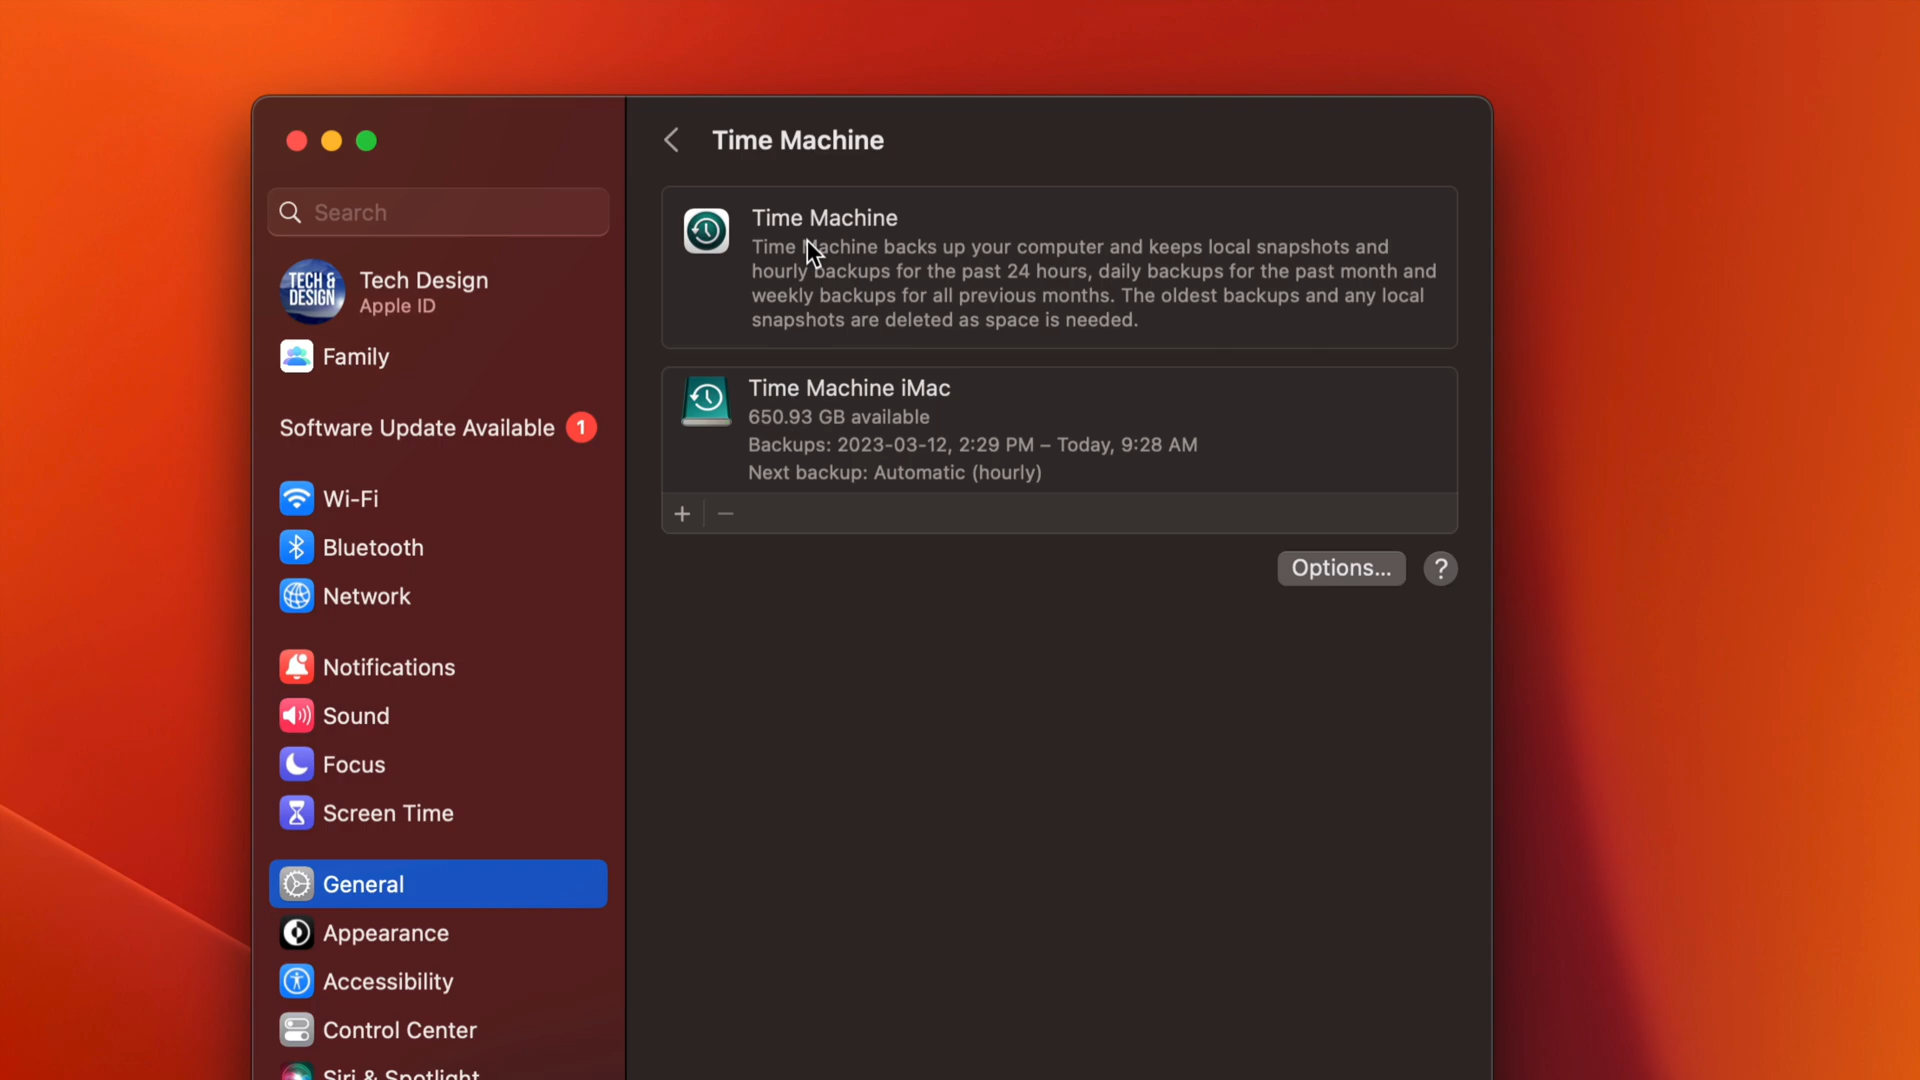 Time Machine
Search
TECH &
DESIGN
Tech Design
Apple ID
Family
Software Update Available 1
Wi-Fi
Bluetooth
Network
Notifications
Sound
Focus
Screen Time
General
Appearance
Accessibility
Control Center
Siri & Spotlight
Time Machine
Time Machine backs up your computer and keeps local snapshots and
hourly backups for the past 24 hours, daily backups for the past month and
weekly backups for all previous months. The oldest backups and any local
snapshots are deleted as space is needed.
Time Machine iMac
650.93 GB available
Backups: 2023-03-12, 2:29 PM – Today, 9:28 AM
Next backup: Automatic (hourly)
+ −
Options... ?